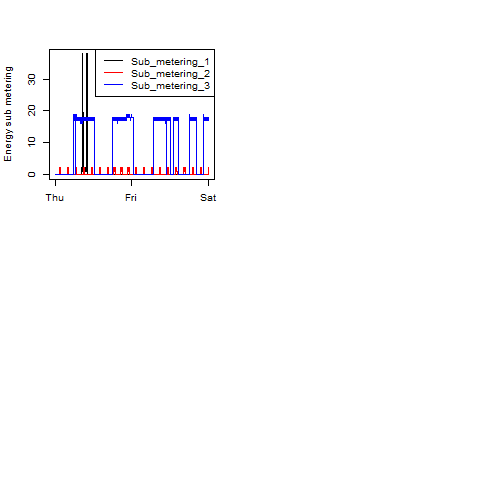 Sub_metering_1
Sub_metering_2
Sub_metering_3
Energy sub metering
30
20
10
0
Thu Fri Sat